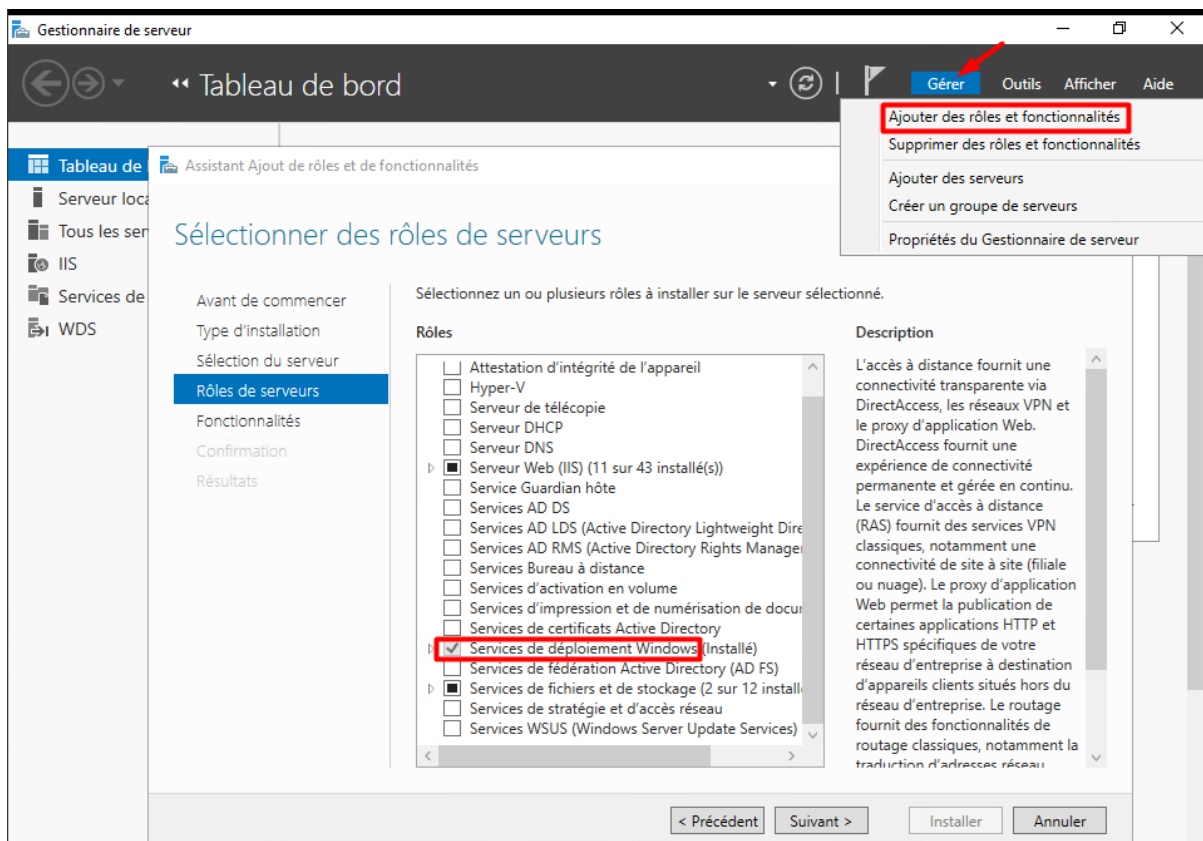 Gestionnaire de serveur
Tableau de bord
Gérer Outils Afficher Aide
Ajouter des rôles et fonctionnalités
Supprimer des rôles et fonctionnalités
Ajouter des serveurs
Créer un groupe de serveurs
Propriétés du Gestionnaire de serveur
Tableau de
Serveur loca
Tous les ser
IIS
Services de
WDS
Assistant Ajout de rôles et de fonctionnalités
Sélectionner des rôles de serveurs
Avant de commencer
Type d'installation
Sélection du serveur
Rôles de serveurs
Fonctionnalités
Confirmation
Résultats
Sélectionnez un ou plusieurs rôles à installer sur le serveur sélectionné.
Rôles
Attestation d'intégrité de l'appareil
Hyper-V
Serveur de télécopie
Serveur DHCP
Serveur DNS
Serveur Web (IIS) (11 sur 43 installé(s))
Service Guardian hôte
Services AD DS
Services AD LDS (Active Directory Lightweight Dire
Services AD RMS (Active Directory Rights Manage
Services Bureau à distance
Services d'activation en volume
Services d'impression et de numérisation de docu
Services de certificats Active Directory
Services de déploiement Windows (Installé)
Services de fédération Active Directory (AD FS)
Services de fichiers et de stockage (2 sur 12 install
Services de stratégie et d'accès réseau
Services WSUS (Windows Server Update Services)
Description
L'accès à distance fournit une
connectivité transparente via
DirectAccess, les réseaux VPN et
le proxy d'application Web.
DirectAccess fournit une
expérience de connectivité
permanente et gérée en continu.
Le service d'accès à distance
(RAS) fournit des services VPN
classiques, notamment une
connectivité de site à site (filiale
ou nuage). Le proxy d'application
Web permet la publication de
certaines applications HTTP et
HTTPS spécifiques de votre
réseau d'entreprise à destination
d'appareils clients situés hors du
réseau d'entreprise. Le routage
fournit des fonctionnalités de
routage classiques, notamment la
traduction d'adresses réseau
< Précédent Suivant > Installer Annuler